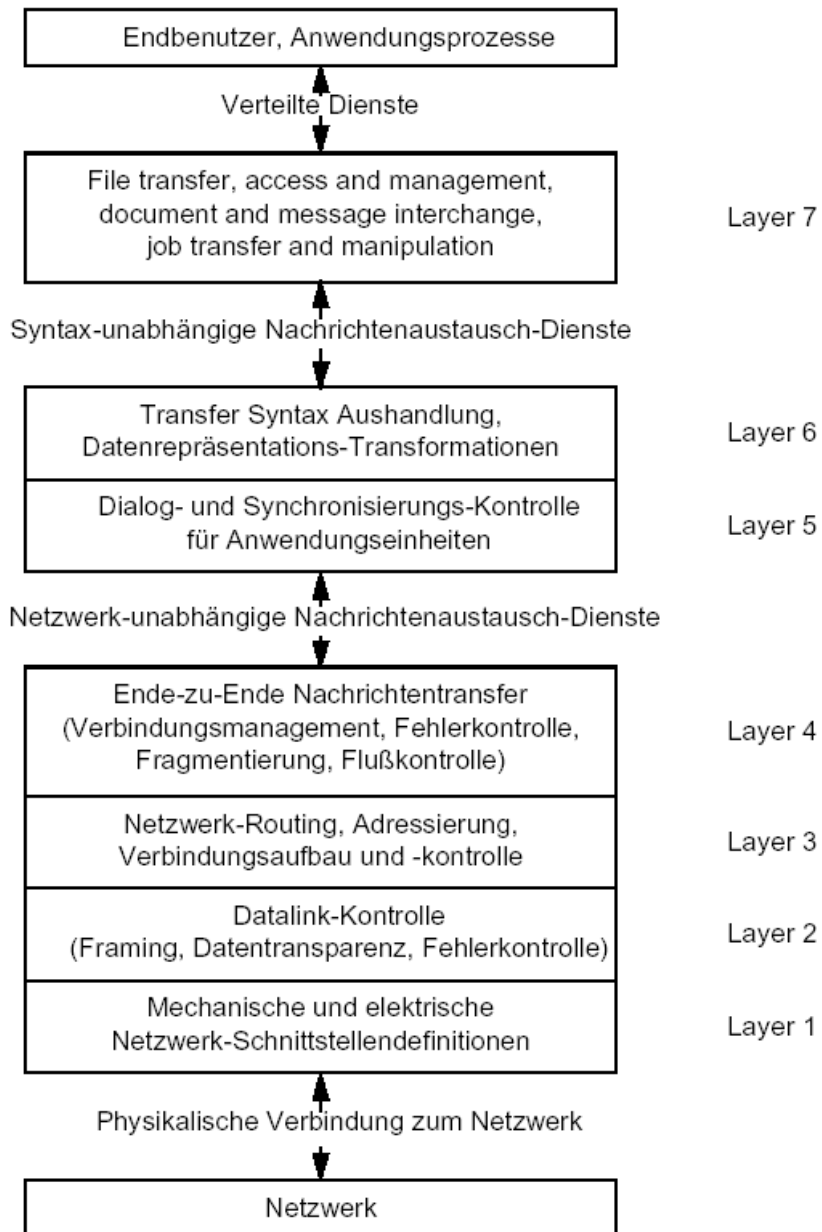 Endbenutzer, Anwendungsprozesse
Verteilte Dienste
File transfer, access and management,
document and message interchange,
job transfer and manipulation
Layer 7
Syntax-unabhängige Nachrichtenaustausch-Dienste
Transfer Syntax Aushandlung,
Datenrepräsentations-Transformationen
Layer 6
Dialog- und Synchronisierungs-Kontrolle
für Anwendungseinheiten
Layer 5
Netzwerk-unabhängige Nachrichtenaustausch-Dienste
Ende-zu-Ende Nachrichtentransfer
(Verbindungsmanagement, Fehlerkontrolle,
Fragmentierung, Flußkontrolle)
Layer 4
Netzwerk-Routing, Adressierung,
Verbindungsaufbau und -kontrolle
Layer 3
Datalink-Kontrolle
(Framing, Datentransparenz, Fehlerkontrolle)
Layer 2
Mechanische und elektrische
Netzwerk-Schnittstellendefinitionen
Layer 1
Physikalische Verbindung zum Netzwerk
Netzwerk